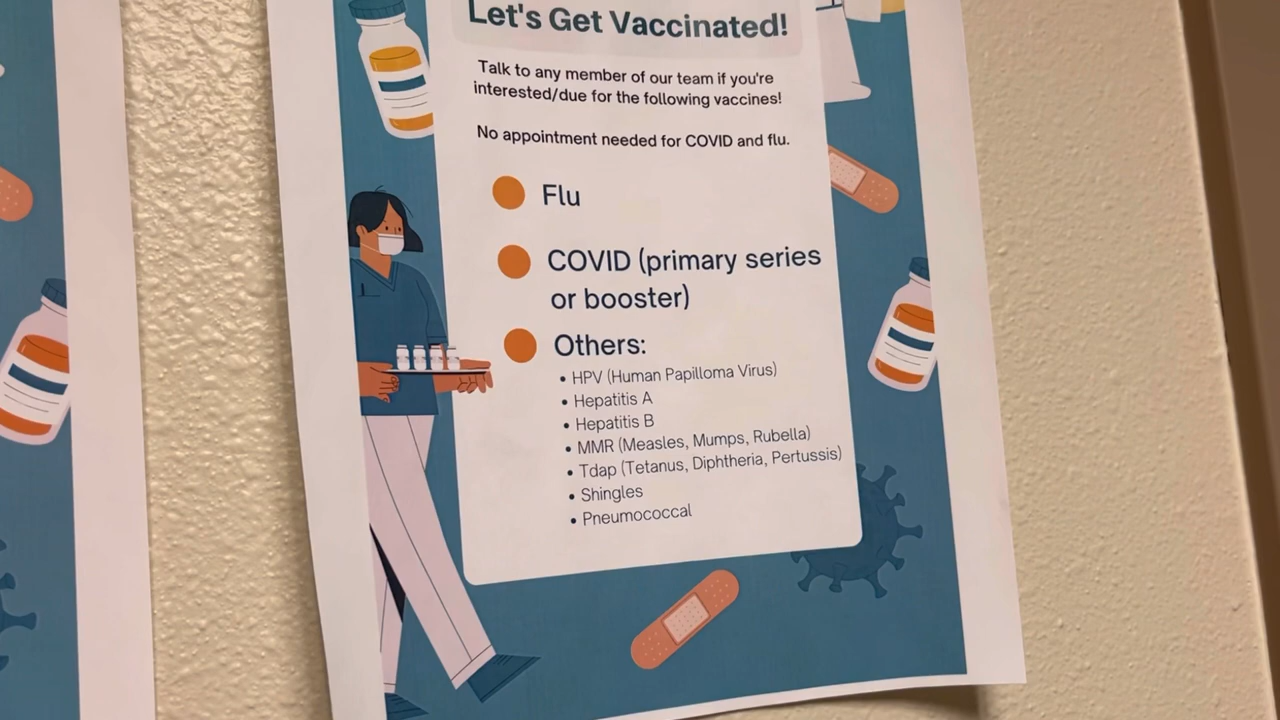 Let's Get Vaccinated!
Talk to any member of our team if you're
interested/due for the following vaccines!
No appointment needed for COVID and flu.
Flu
COVID (primary series
or booster)
Others:
• HPV (Human Papilloma Virus)
• Hepatitis A
• Hepatitis B
• MMR (Measles, Mumps, Rubella)
• Tdap (Tetanus, Diphtheria, Pertussis)
• Shingles
• Pneumococcal